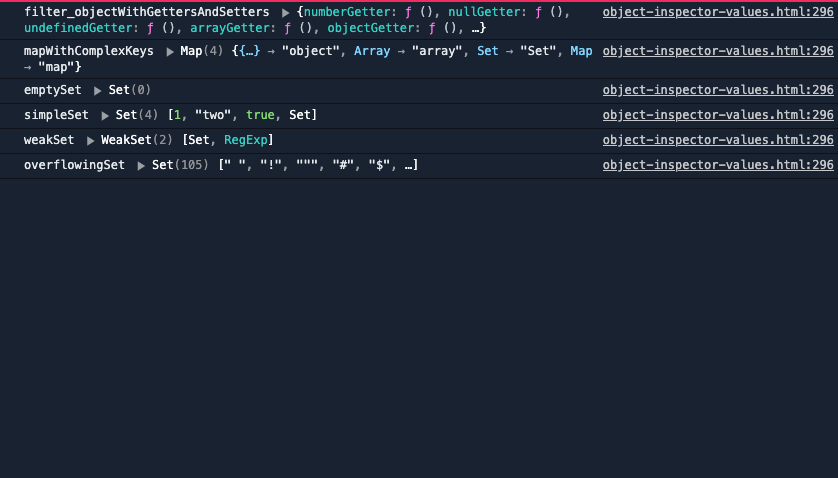 filter_objectWithGettersAndSetters ▶ {numberGetter: ƒ (), nullGetter: ƒ (), object-inspector-values.html:296
undefinedGetter: ƒ (), arrayGetter: ƒ (), objectGetter: ƒ (), …}
mapWithComplexKeys ▶ Map(4) {{…} → "object", Array → "array", Set → "Set", Map object-inspector-values.html:296
→ "map"}
emptySet ▶ Set(0) object-inspector-values.html:296
simpleSet ▶ Set(4) [1, "two", true, Set] object-inspector-values.html:296
weakSet ▶ WeakSet(2) [Set, RegExp] object-inspector-values.html:296
overflowingSet ▶ Set(105) [" ", "!", """, "#", "$", …] object-inspector-values.html:296